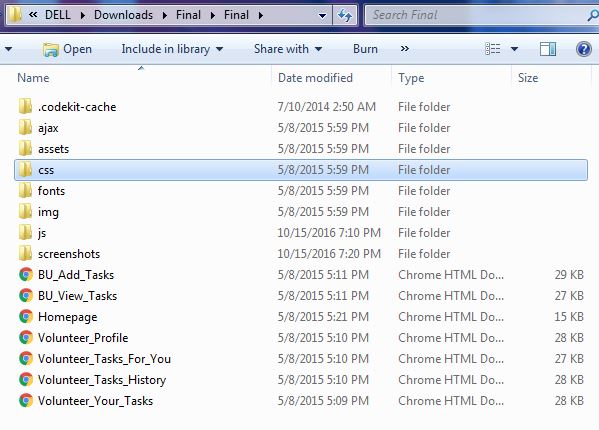 « DELL ▸ Downloads ▸ Final ▸ Final ▸ Search Final
Open Include in library Share with Burn »
Name Date modified Type Size
.codekit-cache 7/10/2014 2:50 AM File folder
ajax 5/8/2015 5:59 PM File folder
assets 5/8/2015 5:59 PM File folder
css 5/8/2015 5:59 PM File folder
fonts 5/8/2015 5:59 PM File folder
img 5/8/2015 5:59 PM File folder
js 10/15/2016 7:10 PM File folder
screenshots 10/15/2016 7:20 PM File folder
BU_Add_Tasks 5/8/2015 5:11 PM Chrome HTML Do... 29 KB
BU_View_Tasks 5/8/2015 5:11 PM Chrome HTML Do... 27 KB
Homepage 5/8/2015 5:21 PM Chrome HTML Do... 15 KB
Volunteer_Profile 5/8/2015 5:10 PM Chrome HTML Do... 28 KB
Volunteer_Tasks_For_You 5/8/2015 5:10 PM Chrome HTML Do... 27 KB
Volunteer_Tasks_History 5/8/2015 5:10 PM Chrome HTML Do... 28 KB
Volunteer_Your_Tasks 5/8/2015 5:09 PM Chrome HTML Do... 28 KB